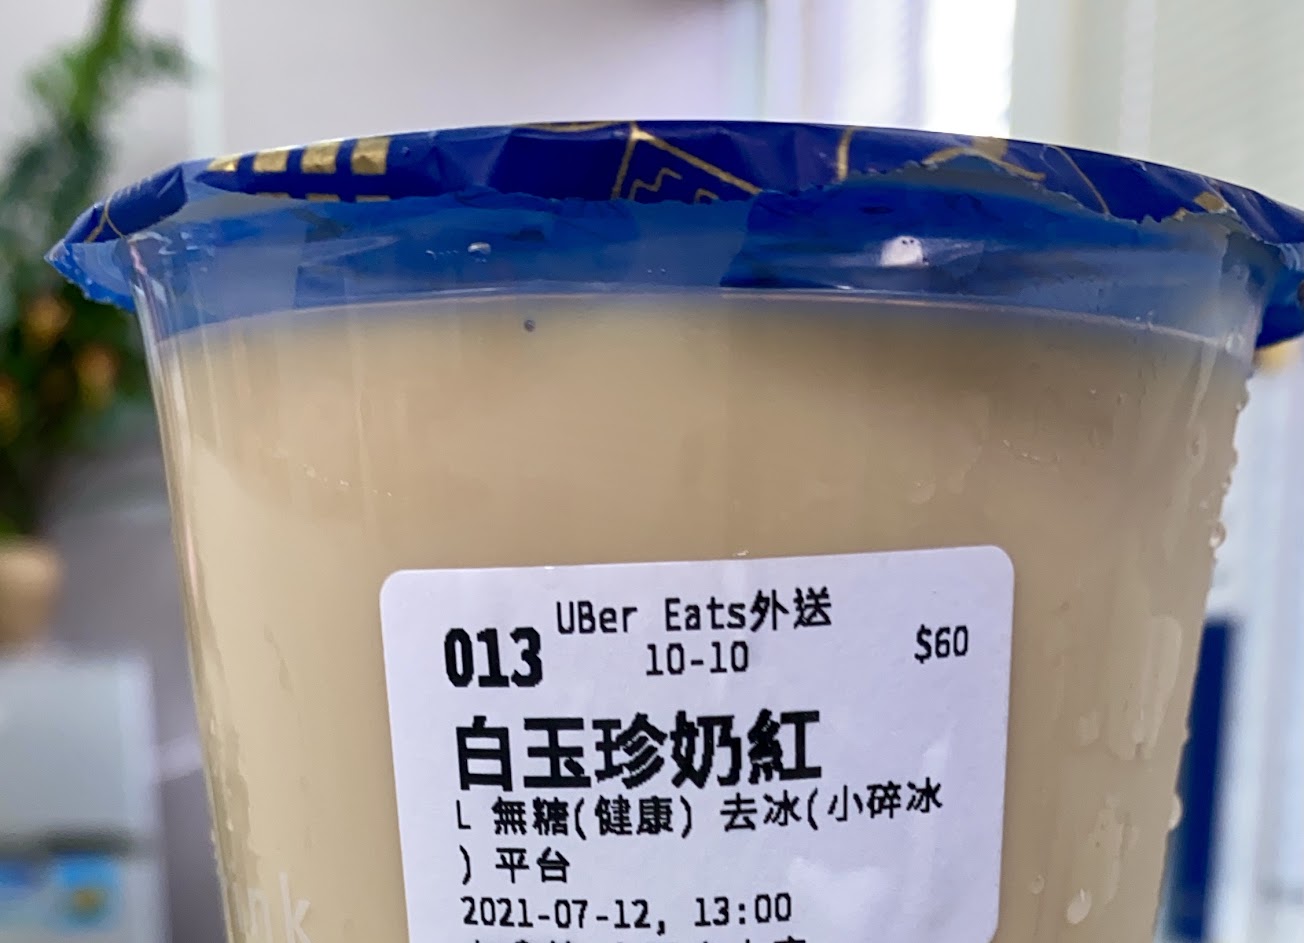 UBer Eats外送
013 10-10 $60
白玉珍奶紅
L 無糖(健康) 去冰(小碎冰
) 平台
2021-07-12, 13:00
nk